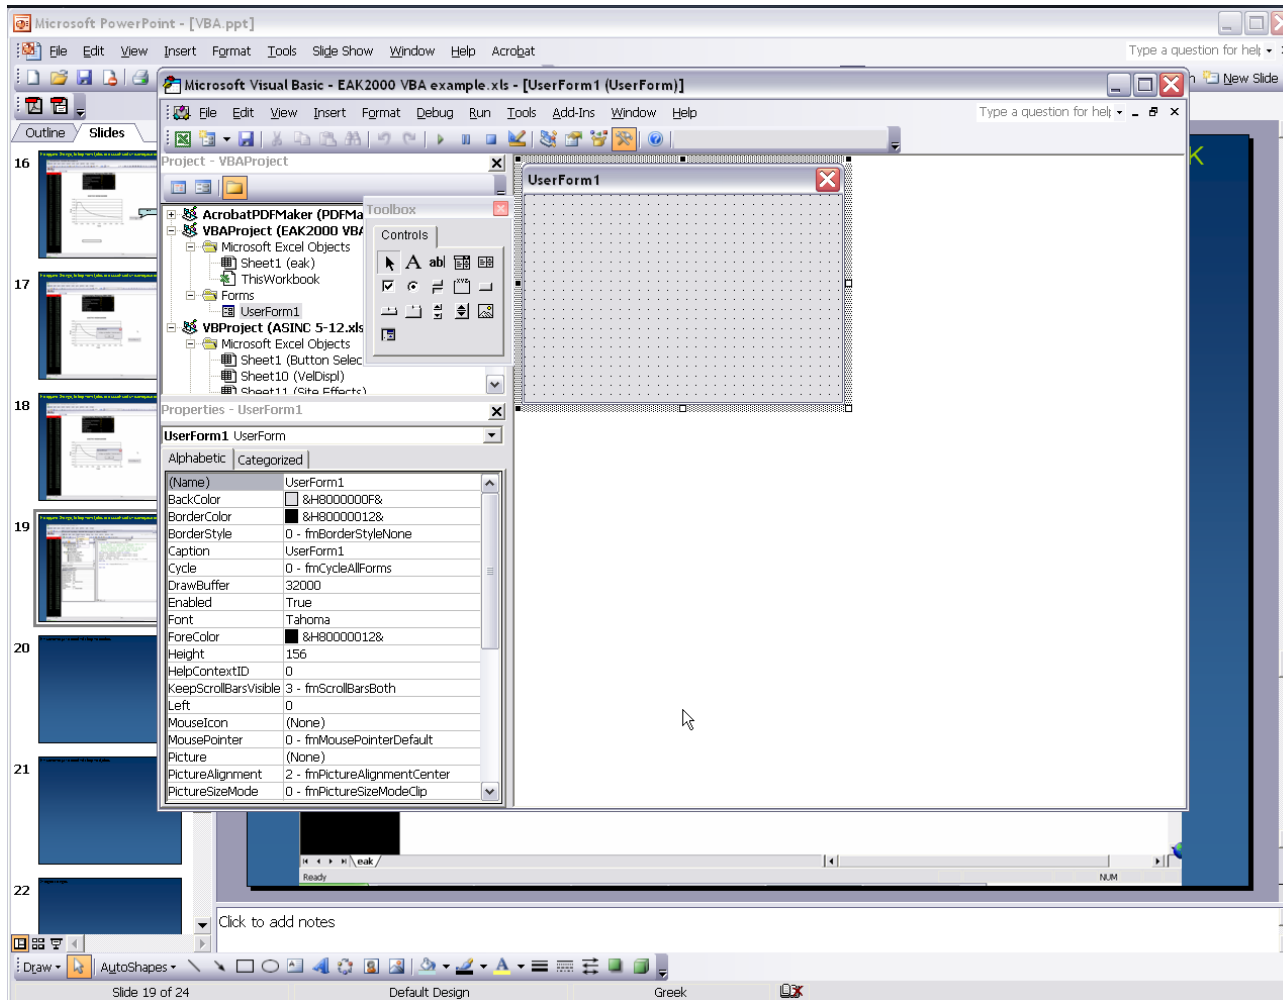 Microsoft PowerPoint - [VBA.ppt]
File Edit View Insert Format Tools Slide Show Window Help Acrobat
Type a question for help
New Slide
Outline Slides
16
17
18
19
20
21
22
K
Microsoft Visual Basic - EAK2000 VBA example.xls - [UserForm1 (UserForm)]
File Edit View Insert Format Debug Run Tools Add-Ins Window Help
Type a question for help
Project - VBAProject
AcrobatPDFMaker (PDFMa
VBAProject (EAK2000 VBA
Microsoft Excel Objects
Sheet1 (eak)
ThisWorkbook
Forms
UserForm1
VBProject (ASINC 5-12.xls
Microsoft Excel Objects
Sheet1 (Button Selec
Sheet10 (VelDispl)
Sheet11 (Site Effects)
Toolbox
Controls
A ab|
UserForm1
Properties - UserForm1
UserForm1 UserForm
Alphabetic Categorized
(Name) UserForm1
BackColor &H8000000F&
BorderColor &H80000012&
BorderStyle 0 - fmBorderStyleNone
Caption UserForm1
Cycle 0 - fmCycleAllForms
DrawBuffer 32000
Enabled True
Font Tahoma
ForeColor &H80000012&
Height 156
HelpContextID 0
KeepScrollBarsVisible 3 - fmScrollBarsBoth
Left 0
MouseIcon (None)
MousePointer 0 - fmMousePointerDefault
Picture (None)
PictureAlignment 2 - fmPictureAlignmentCenter
PictureSizeMode 0 - fmPictureSizeModeClip
eak
Ready NUM
Click to add notes
Draw AutoShapes
Slide 19 of 24 Default Design Greek